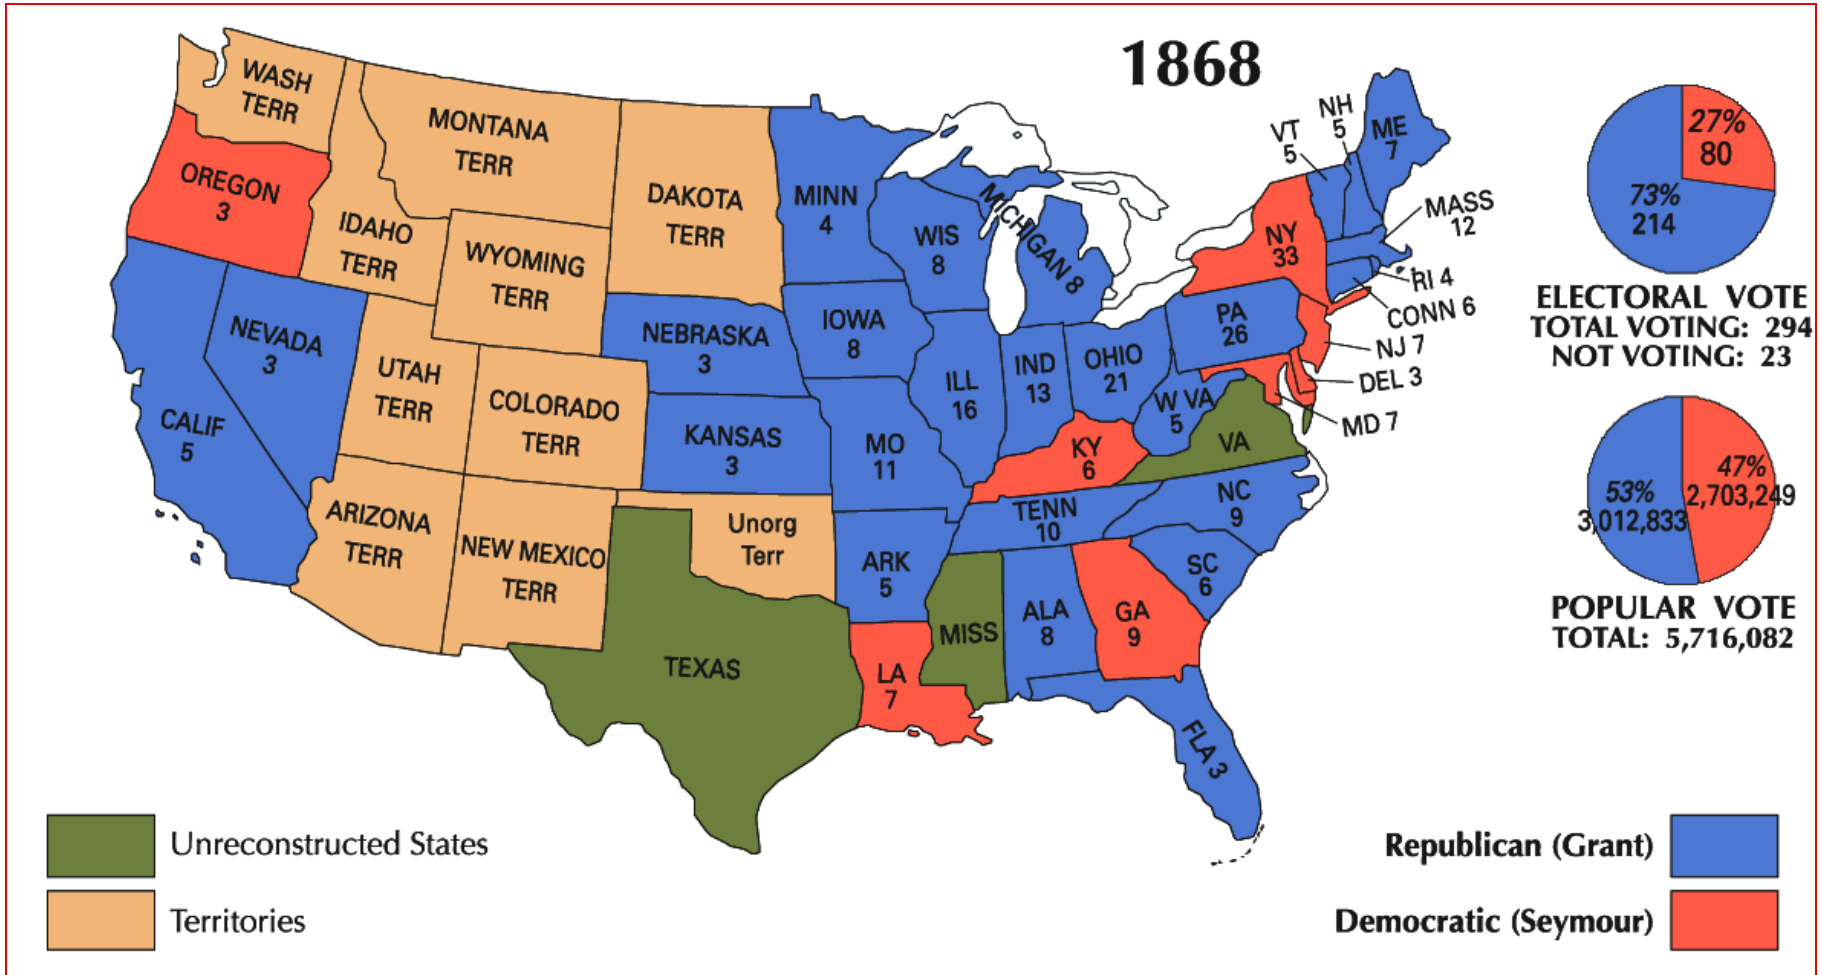 1868
WASH
TERR
MONTANA
TERR
OREGON
3
IDAHO
TERR
WYOMING
TERR
DAKOTA
TERR
MINN
4
WIS
8
MICHIGAN 8
VT
5
NH
5
ME
7
MASS
12
NY
33
RI 4
CONN 6
NJ 7
DEL 3
MD 7
PA
26
NEVADA
3
CALIF
5
UTAH
TERR
COLORADO
TERR
NEBRASKA
3
IOWA
8
KANSAS
3
MO
11
ILL
16
IND
13
OHIO
21
W VA
5
VA
KY
6
TENN
10
NC
9
SC
6
ARIZONA
TERR
NEW MEXICO
TERR
Unorg
Terr
ARK
5
TEXAS
LA
7
MISS
ALA
8
GA
9
FLA 3
27%
80
73%
214
ELECTORAL VOTE
TOTAL VOTING: 294
NOT VOTING: 23
47%
2,703,249
53%
3,012,833
POPULAR VOTE
TOTAL: 5,716,082
Unreconstructed States
Territories
Republican (Grant)
Democratic (Seymour)